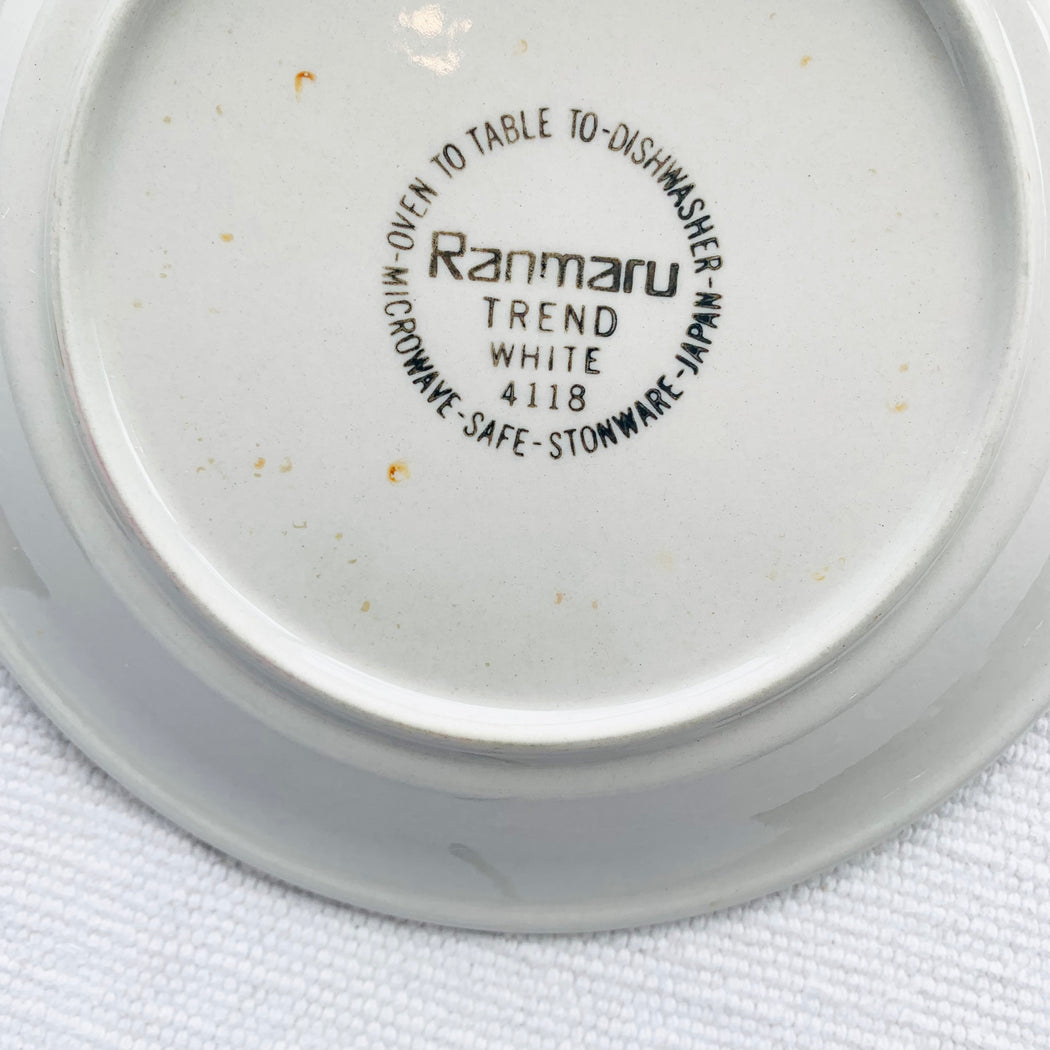 OVEN TO TABLE TO-DISHWASHER-JAPAN-STONWARE-SAFE-MICROWAVE-
Ranmaru
TREND
WHITE
4118